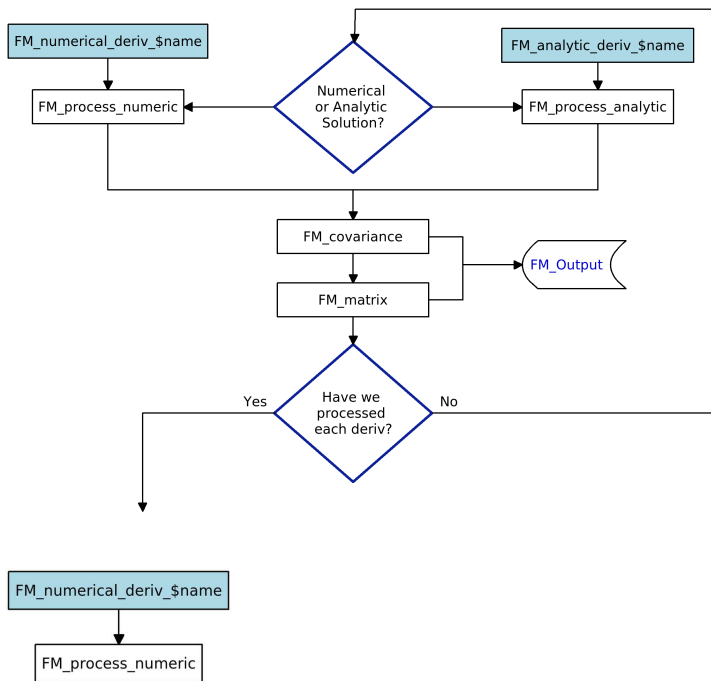 FM_numerical_deriv_$name
FM_analytic_deriv_$name
FM_process_numeric
Numerical
or Analytic
Solution?
FM_process_analytic
FM_covariance
FM_Output
FM_matrix
Have we
processed
each deriv?
Yes
No
FM_numerical_deriv_$name
FM_process_numeric